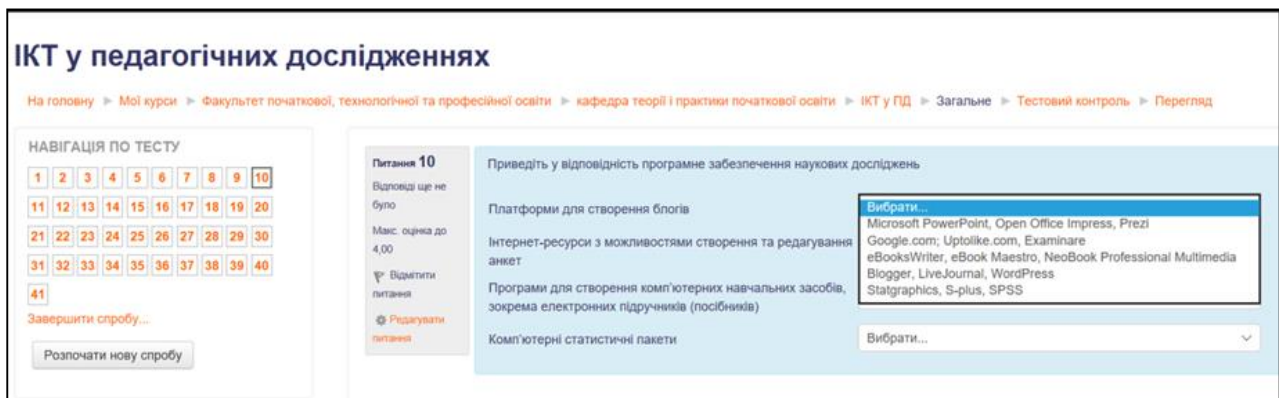 ІКТ у педагогічних дослідженнях
На головну ► Мої курси ► Факультет початкової, технологічної та професійної освіти ► кафедра теорії і практики початкової освіти ► ІКТ у ПД ► Загальне ► Тестовий контроль ► Перегляд
НАВІГАЦІЯ ПО ТЕСТУ
1 2 3 4 5 6 7 8 9 10
11 12 13 14 15 16 17 18 19 20
21 22 23 24 25 26 27 28 29 30
31 32 33 34 35 36 37 38 39 40
41
Завершити спробу...
Розпочати нову спробу
Питання 10
Відповіді ще не
було
Макс. оцінка до
4,00
Відмітити
питання
Редагувати
питання
Приведіть у відповідність програмне забезпечення наукових досліджень
Платформи для створення блогів
Вибрати...
Microsoft PowerPoint, Open Office Impress, Prezi
Google.com; Uptolike.com, Examinare
eBooksWriter, eBook Maestro, NeoBook Professional Multimedia
Blogger, LiveJournal, WordPress
Statgraphics, S-plus, SPSS
Інтернет-ресурси з можливостями створення та редагування
анкет
Програми для створення комп'ютерних навчальних засобів,
зокрема електронних підручників (посібників)
Комп'ютерні статистичні пакети
Вибрати...